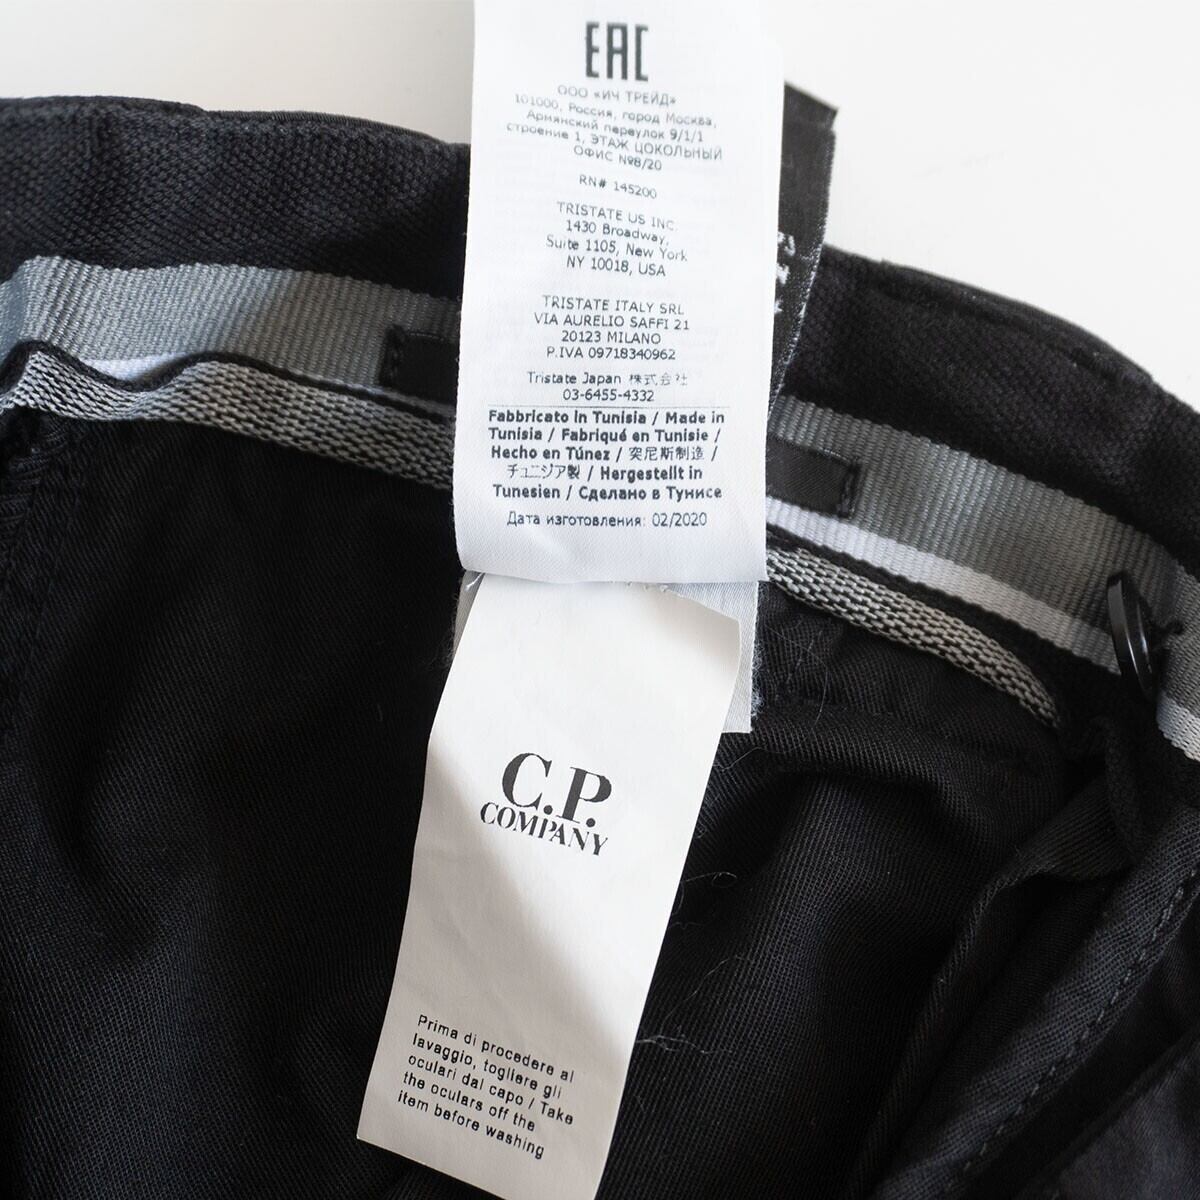 EAC
ООО «ИЧ ТРЕЙД»
101000, Россия, город Москва,
Армянский переулок 9/1/1
строение 1, ЭТАЖ ЦОКОЛЬНЫЙ
ОФИС №8/20
RN# 145200
TRISTATE US INC.
1430 Broadway,
Suite 1105, New York
NY 10018, USA
TRISTATE ITALY SRL
VIA AURELIO SAFFI 21
20123 MILANO
P.IVA 09718340962
Tristate Japan 株式会社
03-6455-4332
Fabbricato in Tunisia / Made in
Tunisia / Fabriqué en Tunisie /
Hecho en Túnez / 突尼斯制造 /
チュニジア製 / Hergestellt in
Tunesien / Сделано в Тунисе
Дата изготовления: 02/2020
C.P.
COMPANY
Prima di procedere al
lavaggio, togliere gli
oculari dal capo / Take
the oculars off the
item before washing